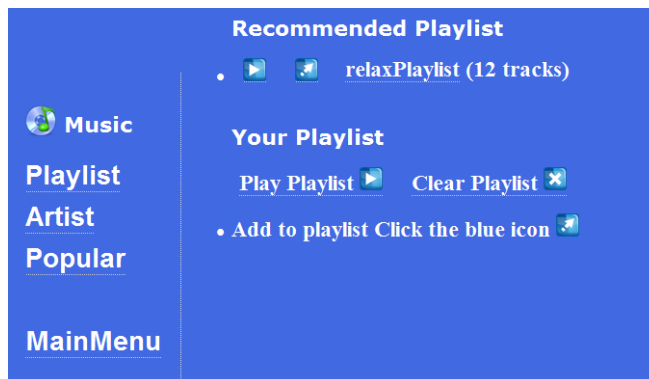 Music
Playlist
Artist
Popular
MainMenu
Recommended Playlist
relaxPlaylist (12 tracks)
Your Playlist
Play Playlist Clear Playlist
Add to playlist Click the blue icon